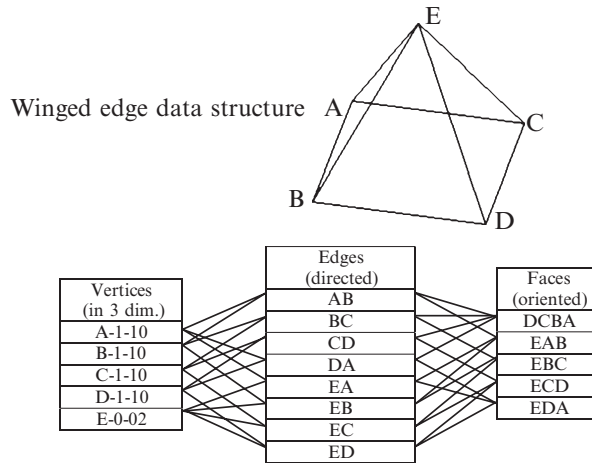 E
Winged edge data structure
A
C
B
D
Vertices
(in 3 dim.)
A-1-10
B-1-10
C-1-10
D-1-10
E-0-02
Edges
(directed)
AB
BC
CD
DA
EA
EB
EC
ED
Faces
(oriented)
DCBA
EAB
EBC
ECD
EDA